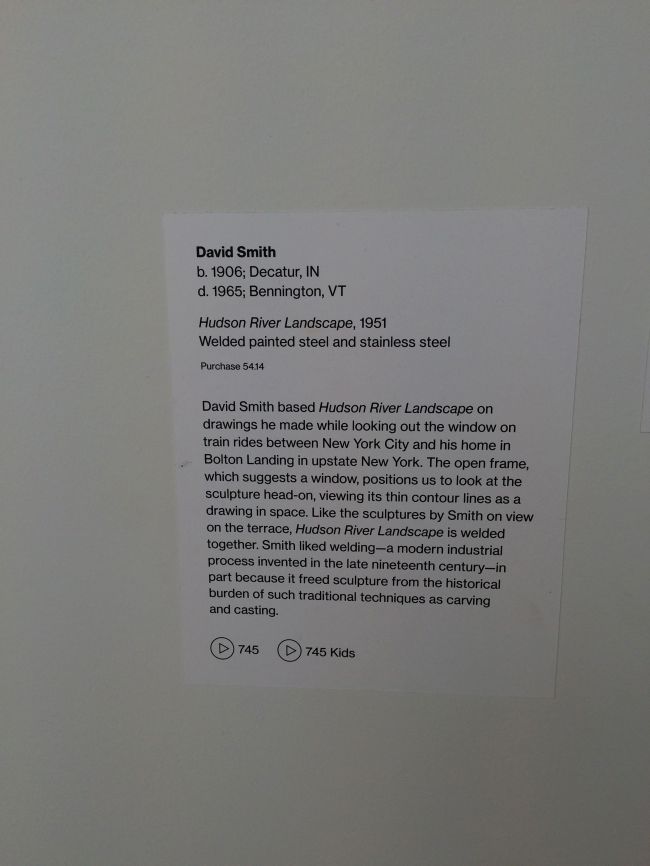 David Smith
b. 1906; Decatur, IN
d. 1965; Bennington, VT
Hudson River Landscape, 1951
Welded painted steel and stainless steel
Purchase 54.14
David Smith based Hudson River Landscape on
drawings he made while looking out the window on
train rides between New York City and his home in
Bolton Landing in upstate New York. The open frame,
which suggests a window, positions us to look at the
sculpture head-on, viewing its thin contour lines as a
drawing in space. Like the sculptures by Smith on view
on the terrace, Hudson River Landscape is welded
together. Smith liked welding—a modern industrial
process invented in the late nineteenth century—in
part because it freed sculpture from the historical
burden of such traditional techniques as carving
and casting.
745 745 Kids